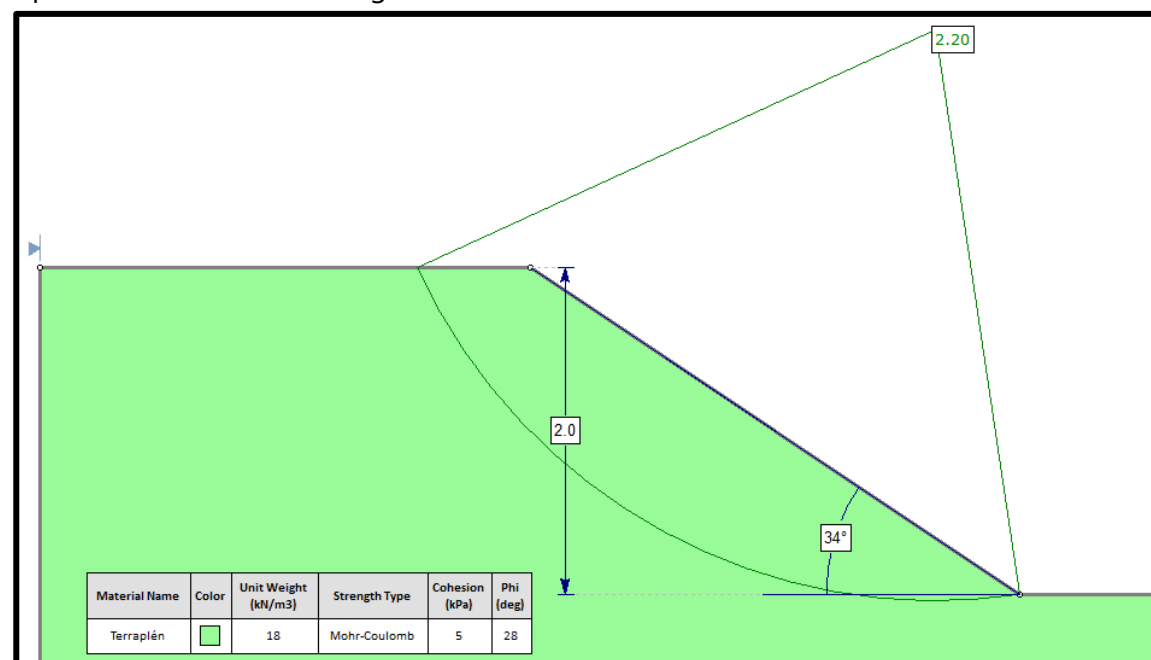 2.20
2.0
34°
Material Name Color Unit Weight (kN/m3) Strength Type Cohesion (kPa) Phi (deg)
Terraplén 18 Mohr-Coulomb 5 28